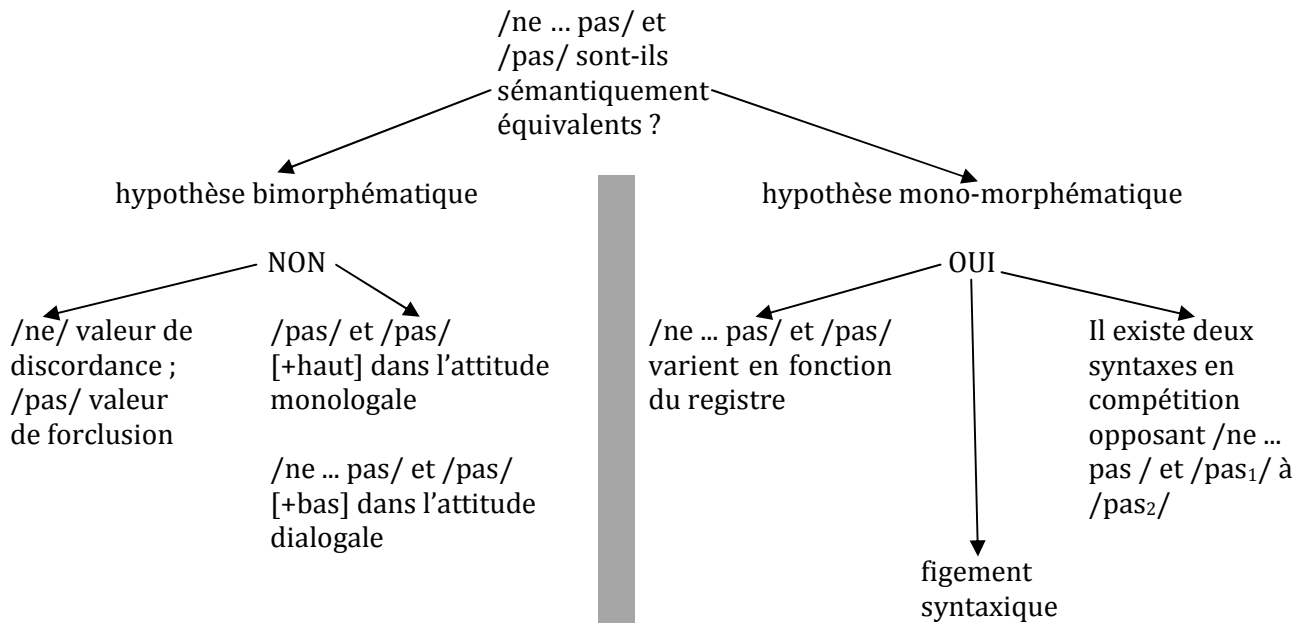 /ne ... pas/ et
/pas/ sont-ils
sémantiquement
équivalents ?
hypothèse bimorphématique
hypothèse mono-morphématique
NON
OUI
/ne/ valeur de
discordance ;
/pas/ valeur
de forclusion
/pas/ et /pas/
[+haut] dans l’attitude
monologale
/ne ... pas/ et /pas/
[+bas] dans l’attitude
dialogale
/ne ... pas/ et /pas/
varient en fonction
du registre
figement
syntaxique
Il existe deux
syntaxes en
compétition
opposant /ne ...
pas / et /pas₁/ à
/pas₂/